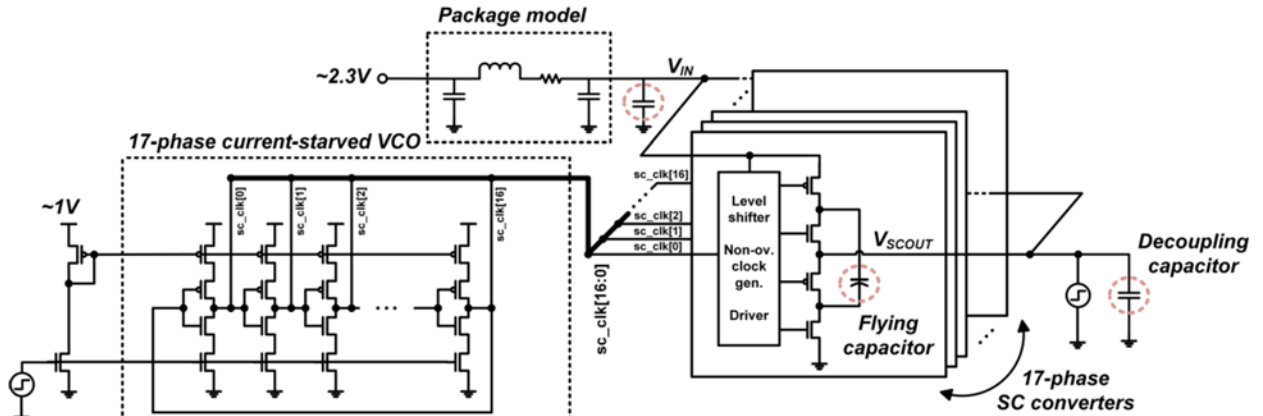 Package model
~2.3V
V_IN
17-phase current-starved VCO
sc_clk[0]
sc_clk[1]
sc_clk[2]
sc_clk[16]
~1V
sc_clk[16:0]
sc_clk[16]
sc_clk[2]
sc_clk[1]
sc_clk[0]
Level
shifter
Non-ov.
clock
gen.
Driver
V_SCOUT
Flying
capacitor
Decoupling
capacitor
17-phase
SC converters